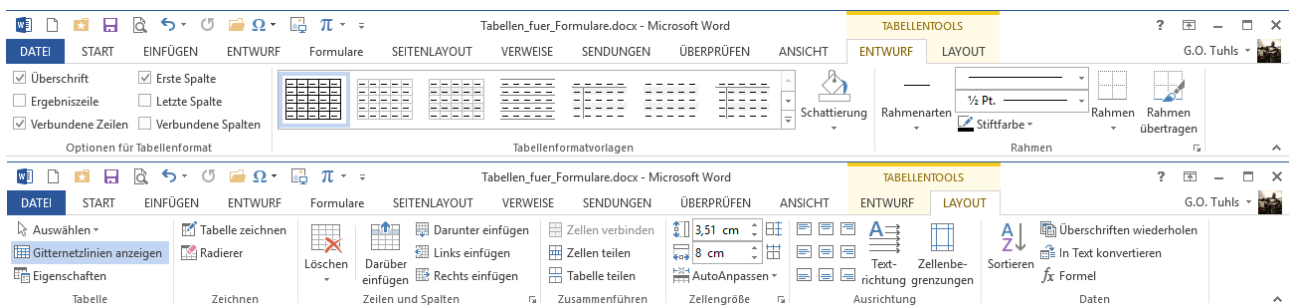 Tabellen_fuer_Formulare.docx - Microsoft Word TABELLENTOOLS ?
DATEI START EINFÜGEN ENTWURF Formulare SEITENLAYOUT VERWEISE SENDUNGEN ÜBERPRÜFEN ANSICHT ENTWURF LAYOUT G.O. Tuhls
Überschrift Erste Spalte
Ergebniszeile Letzte Spalte
Verbundene Zeilen Verbundene Spalten
Schattierung Rahmenarten ½ Pt. Stiftfarbe Rahmen Rahmen übertragen
Optionen für Tabellenformat Tabellenformatvorlagen Rahmen
Tabellen_fuer_Formulare.docx - Microsoft Word TABELLENTOOLS ?
DATEI START EINFÜGEN ENTWURF Formulare SEITENLAYOUT VERWEISE SENDUNGEN ÜBERPRÜFEN ANSICHT ENTWURF LAYOUT G.O. Tuhls
Auswählen Tabelle zeichnen Darunter einfügen Zellen verbinden 3,51 cm Überschriften wiederholen
Gitternetzlinien anzeigen Radierer Links einfügen Zellen teilen 8 cm In Text konvertieren
Eigenschaften Löschen Darüber einfügen Rechts einfügen Tabelle teilen AutoAnpassen Text-richtung Zellenbe-grenzungen Sortieren fx Formel
Tabelle Zeichnen Zeilen und Spalten Zusammenführen Zellengröße Ausrichtung Daten